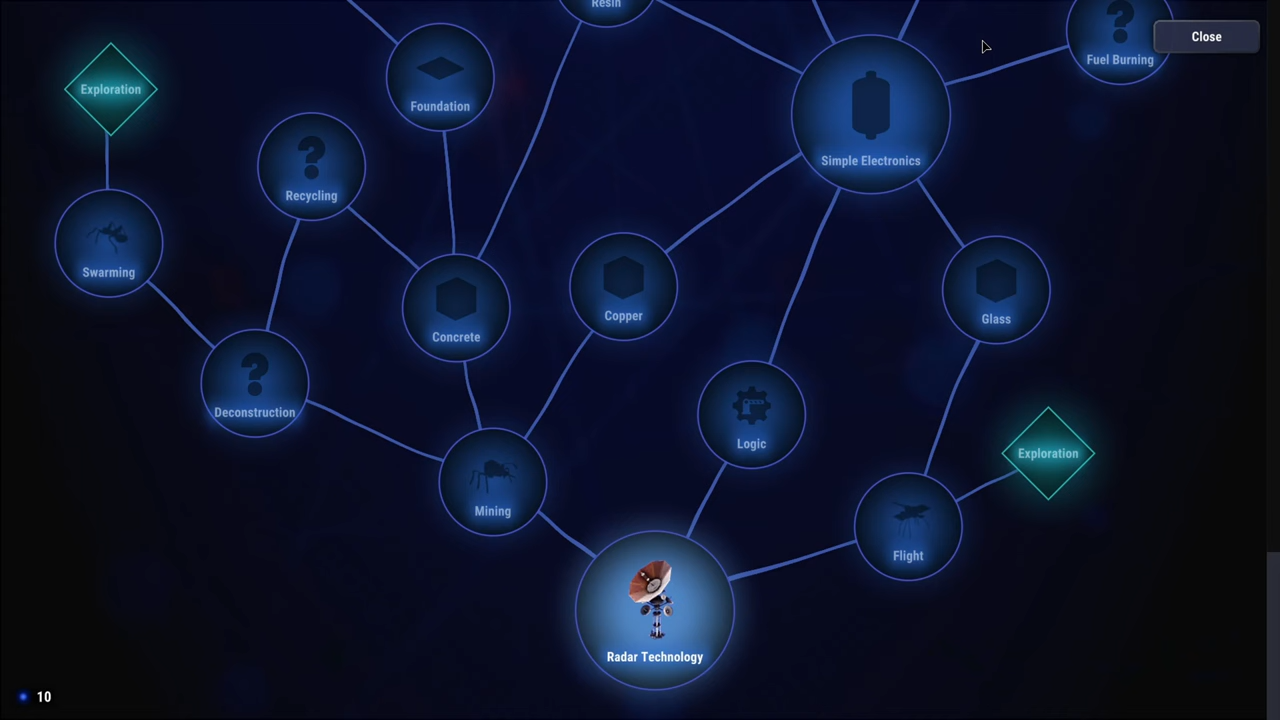 Resin
Close
Fuel Burning
Exploration
Foundation
Simple Electronics
Recycling
Swarming
Copper
Glass
Concrete
Deconstruction
Logic
Exploration
Mining
Flight
Radar Technology
10